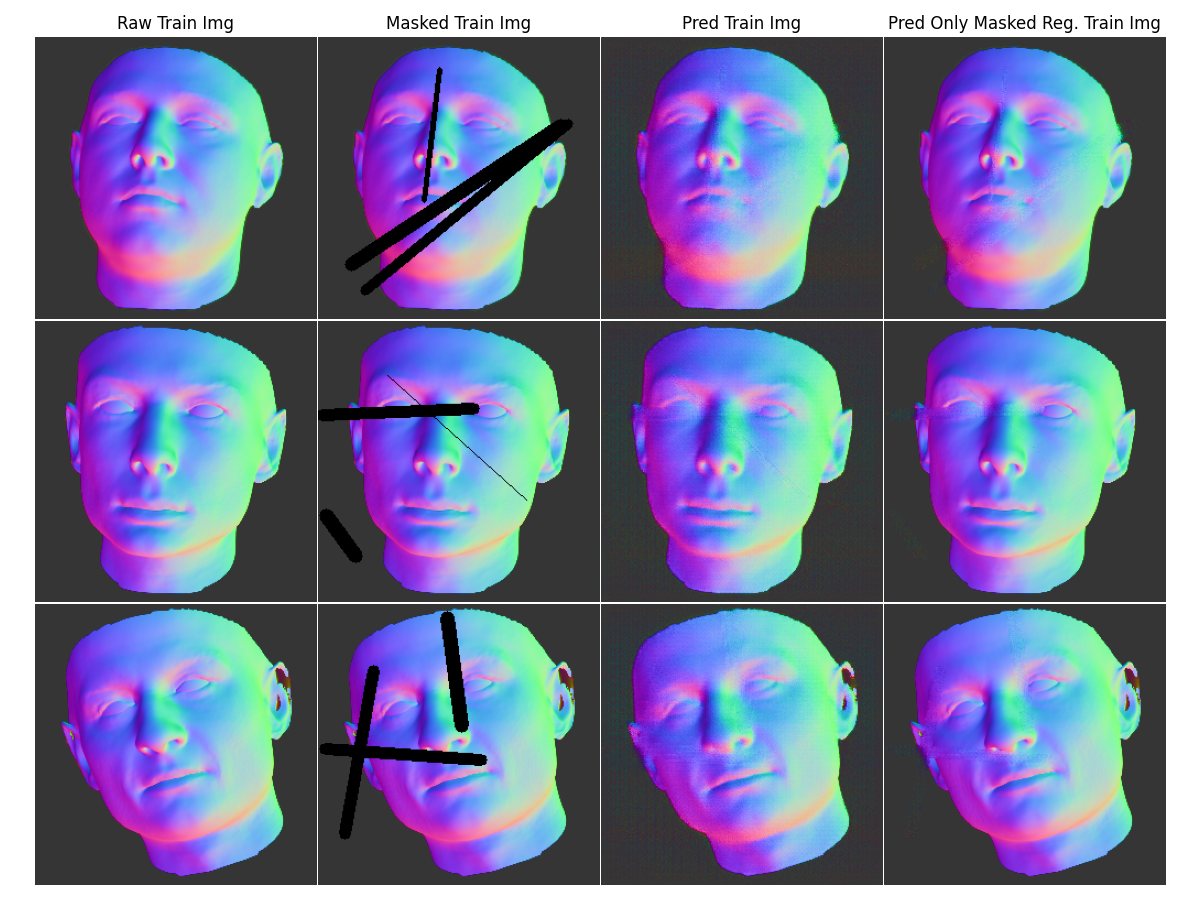 Raw Train Img
Masked Train Img
Pred Train Img
Pred Only Masked Reg. Train Img